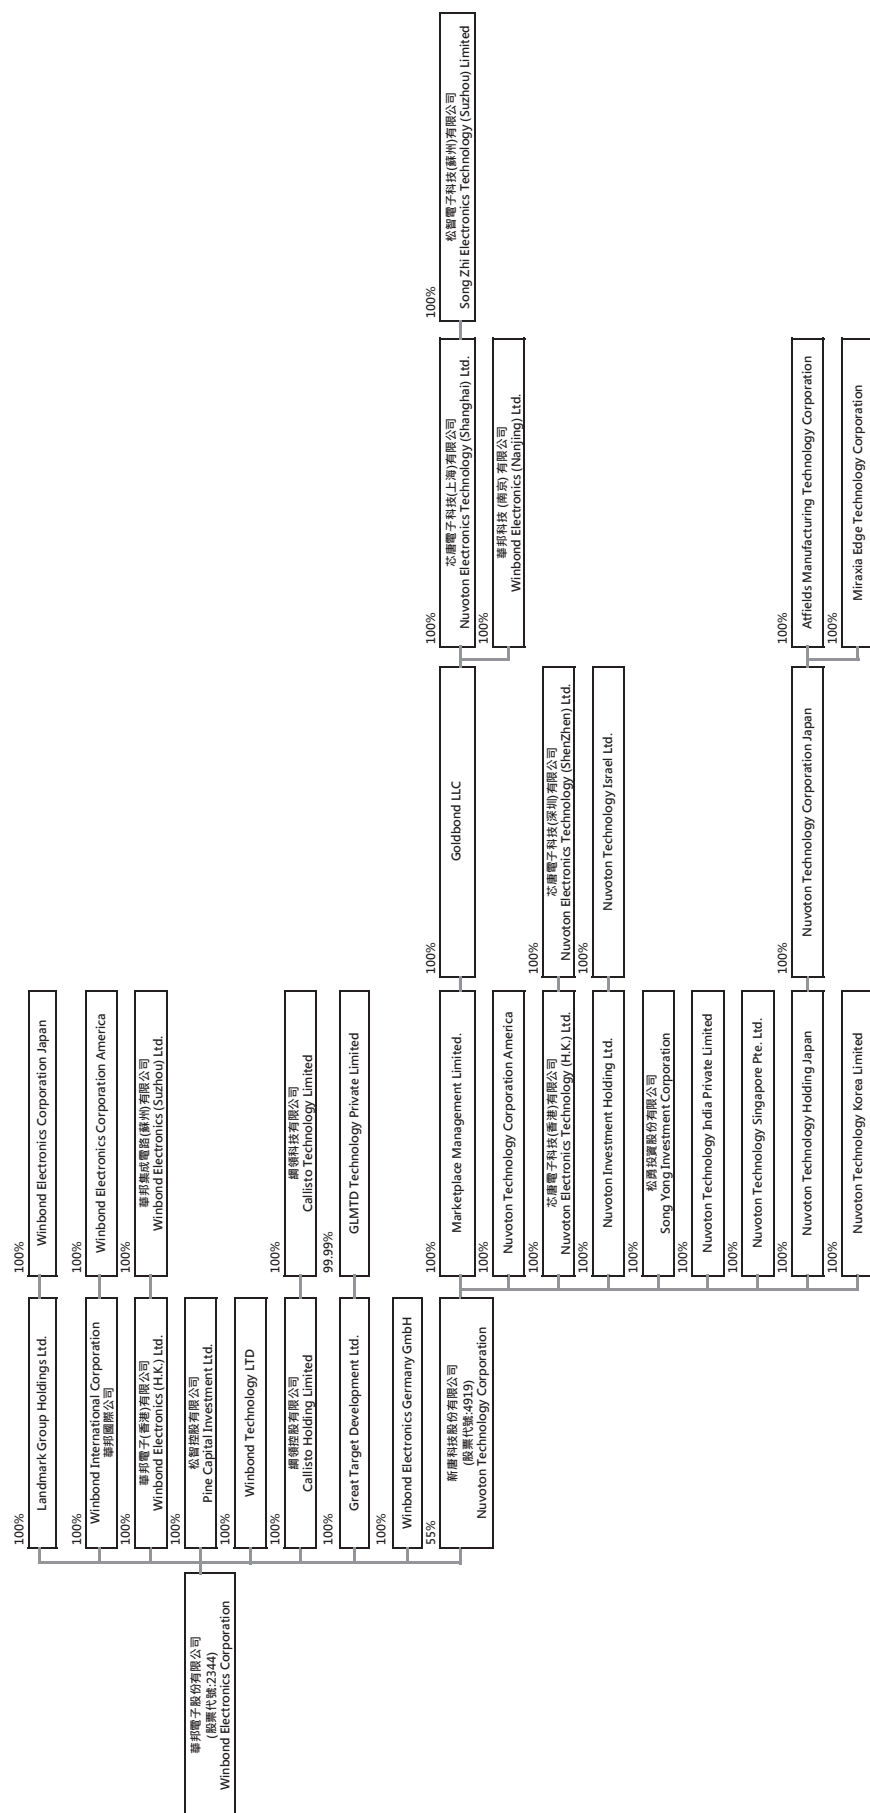 華邦電子股份有限公司
(股票代號:2344)
Winbond Electronics Corporation
100%
Landmark Group Holdings Ltd.
100%
Winbond Electronics Corporation Japan
100%
Winbond International Corporation
華邦國際公司
100%
Winbond Electronics Corporation America
100%
華邦電子(香港)有限公司
Winbond Electronics (H.K.) Ltd.
100%
華邦集成電路(蘇州)有限公司
Winbond Electronics (Suzhou) Ltd.
100%
松智控股有限公司
Pine Capital Investment Ltd.
100%
Winbond Technology LTD
100%
綱領控股有限公司
Callisto Holding Limited
100%
綱領科技有限公司
Callisto Technology Limited
100%
Great Target Development Ltd.
99.99%
GLMTD Technology Private Limited
100%
Winbond Electronics Germany GmbH
55%
新唐科技股份有限公司
(股票代號:4919)
Nuvoton Technology Corporation
100%
Marketplace Management Limited.
100%
Goldbond LLC
100%
芯唐電子科技(上海)有限公司
Nuvoton Electronics Technology (Shanghai) Ltd.
100%
松智電子科技(蘇州)有限公司
Song Zhi Electronics Technology (Suzhou) Limited
100%
華邦科技 (南京) 有限公司
Winbond Electronics (Nanjing) Ltd.
100%
Nuvoton Technology Corporation America
100%
芯唐電子科技(香港)有限公司
Nuvoton Electronics Technology (H.K.) Ltd.
100%
芯唐電子科技(深圳)有限公司
Nuvoton Electronics Technology (ShenZhen) Ltd.
100%
Nuvoton Investment Holding Ltd.
100%
Nuvoton Technology Israel Ltd.
100%
松勇投資股份有限公司
Song Yong Investment Corporation
100%
Nuvoton Technology India Private Limited
100%
Nuvoton Technology Singapore Pte. Ltd.
100%
Nuvoton Technology Holding Japan
100%
Nuvoton Technology Corporation Japan
100%
Atfields Manufacturing Technology Corporation
100%
Miraxia Edge Technology Corporation
100%
Nuvoton Technology Korea Limited